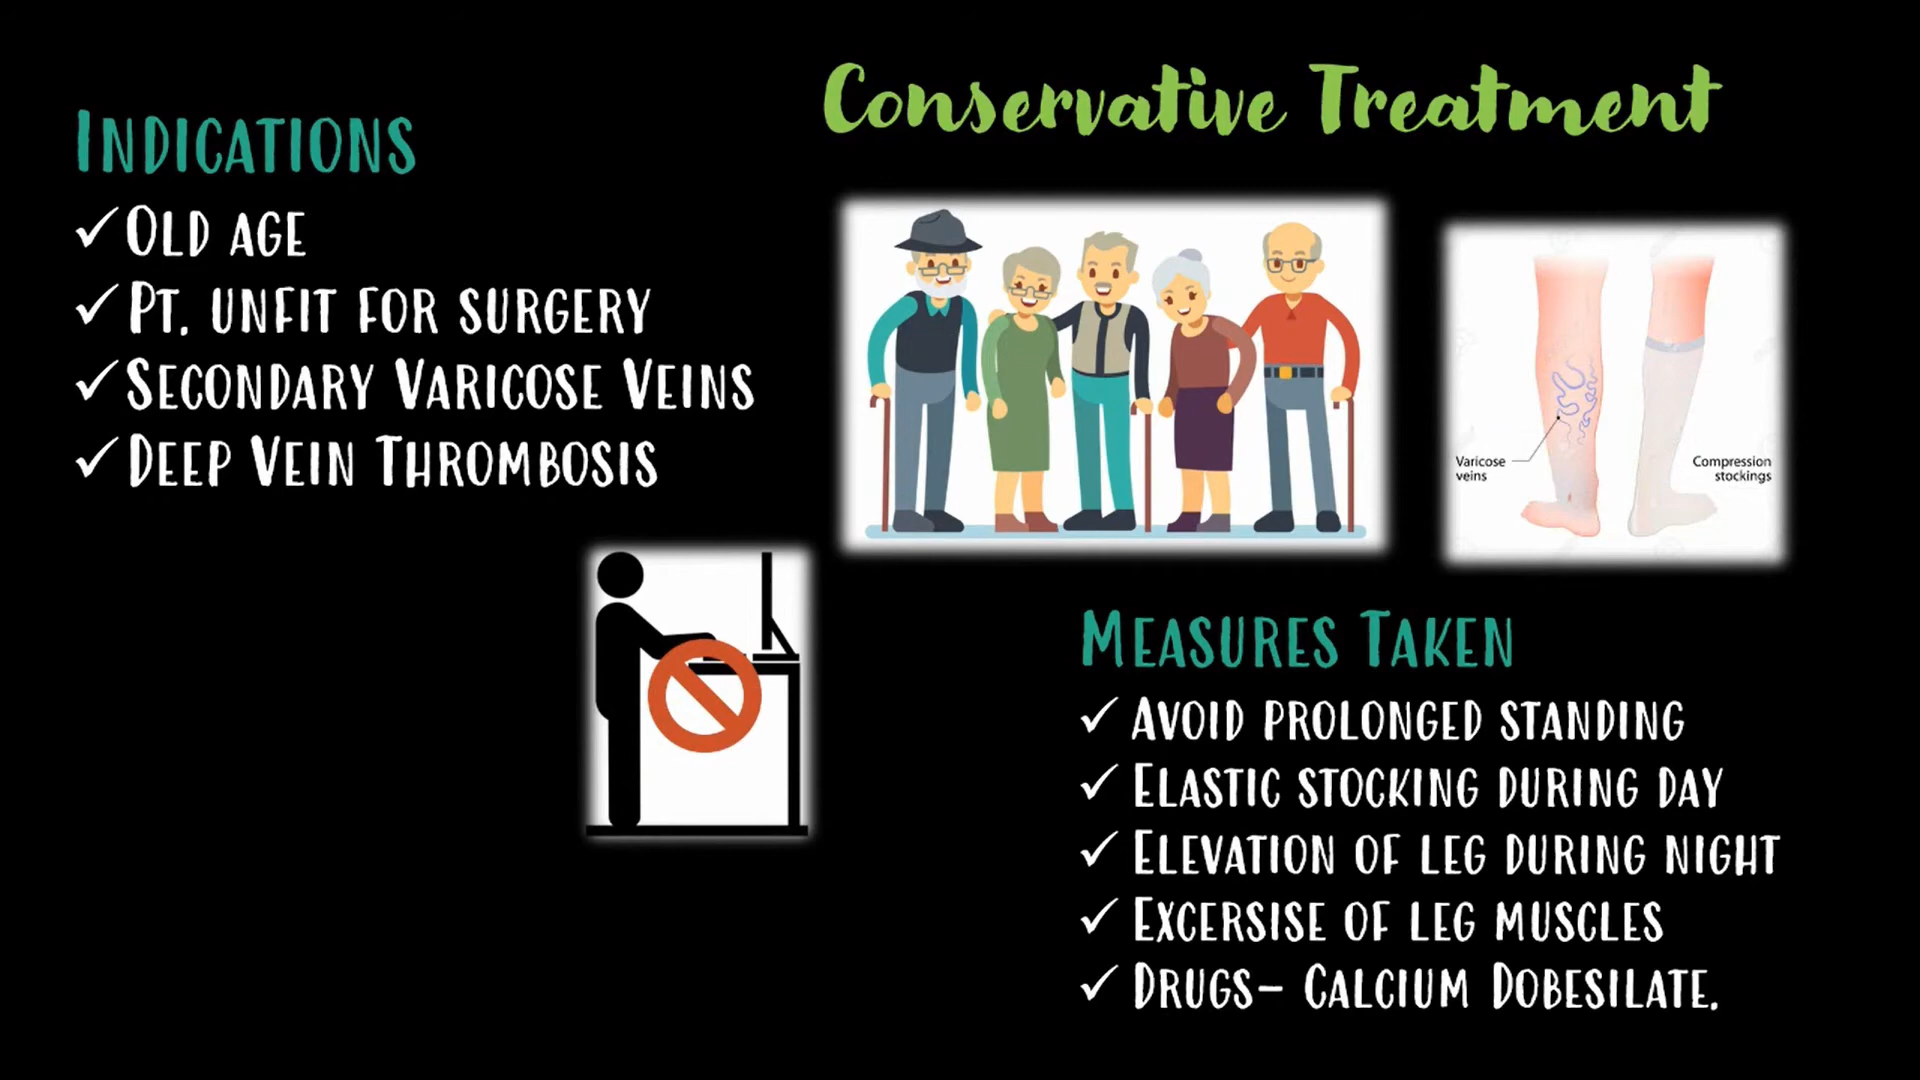 Conservative Treatment
INDICATIONS
✓ OLD AGE
✓ PT. UNFIT FOR SURGERY
✓ SECONDARY VARICOSE VEINS
✓ DEEP VEIN THROMBOSIS
Varicose
veins
Compression
stockings
MEASURES TAKEN
✓ AVOID PROLONGED STANDING
✓ ELASTIC STOCKING DURING DAY
✓ ELEVATION OF LEG DURING NIGHT
✓ EXCERSISE OF LEG MUSCLES
✓ DRUGS- CALCIUM DOBESILATE.